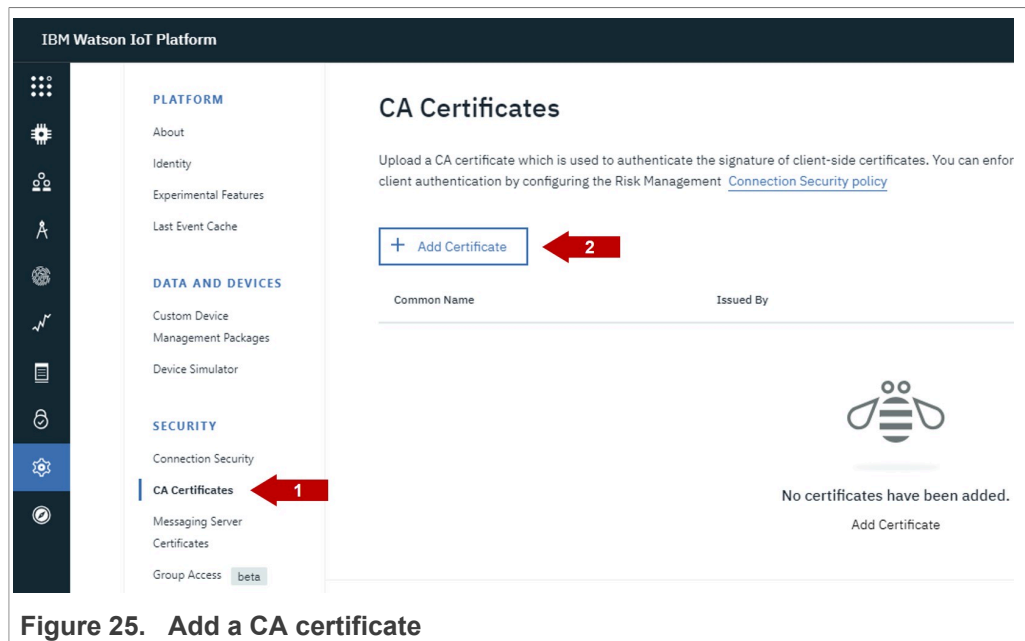 IBM Watson IoT Platform
PLATFORM
About
Identity
Experimental Features
Last Event Cache
DATA AND DEVICES
Custom Device
Management Packages
Device Simulator
SECURITY
Connection Security
CA Certificates
1
Messaging Server
Certificates
Group Access beta
CA Certificates
Upload a CA certificate which is used to authenticate the signature of client-side certificates. You can enfor
client authentication by configuring the Risk Management Connection Security policy
+ Add Certificate
2
Common Name Issued By
No certificates have been added.
Add Certificate
Figure 25. Add a CA certificate